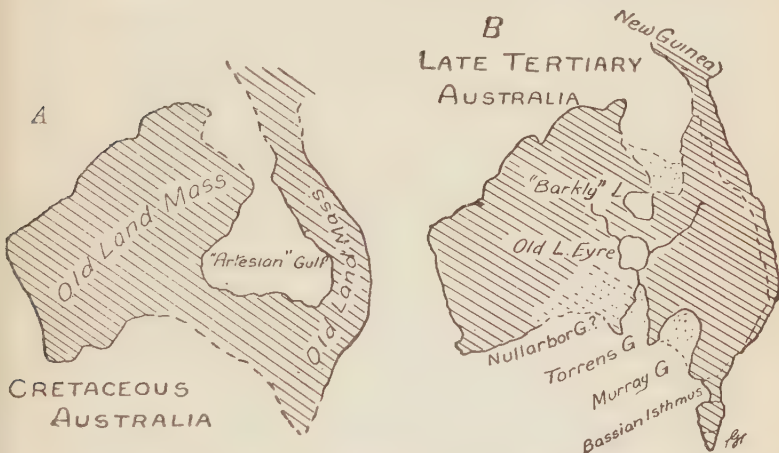 A
Old Land Mass
"Artesian" Gulf
Old Land Mass
CRETACEOUS
AUSTRALIA
B
LATE TERTIARY
AUSTRALIA
New Guinea
"Barkly" L
Old L. Eyre
Nullarbor G?
Torrens G
Murray G
Bassian Isthmus